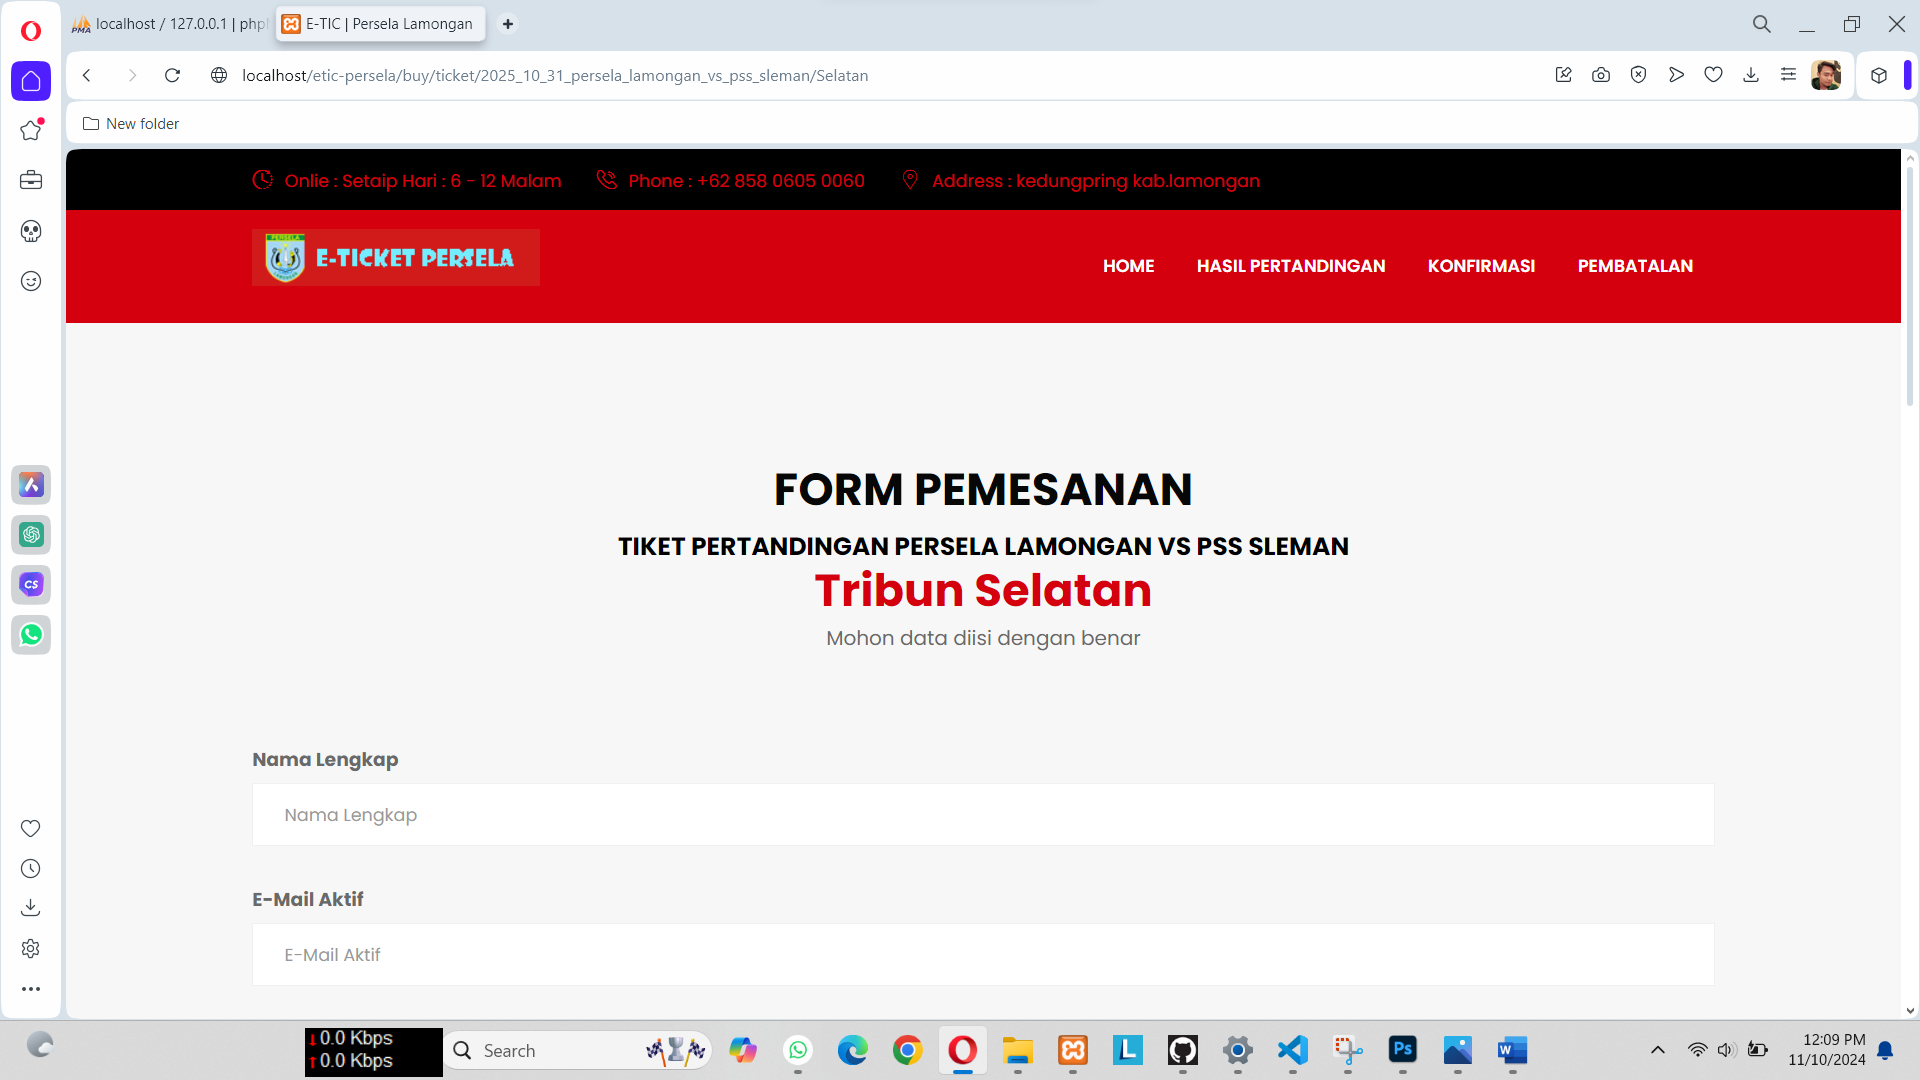 localhost / 127.0.0.1 | php
E-TIC | Persela Lamongan
localhost/etic-persela/buy/ticket/2025_10_31_persela_lamongan_vs_pss_sleman/Selatan
New folder
Onlie : Setaip Hari : 6 - 12 Malam
Phone : +62 858 0605 0060
Address : kedungpring kab.lamongan
PERSELA
E-TICKET PERSELA
HOME
HASIL PERTANDINGAN
KONFIRMASI
PEMBATALAN
FORM PEMESANAN
TIKET PERTANDINGAN PERSELA LAMONGAN VS PSS SLEMAN
Tribun Selatan
Mohon data diisi dengan benar
Nama Lengkap
Nama Lengkap
E-Mail Aktif
E-Mail Aktif
CS
PMA
0.0 Kbps
0.0 Kbps
Search
L
Ps
W
12:09 PM
11/10/2024